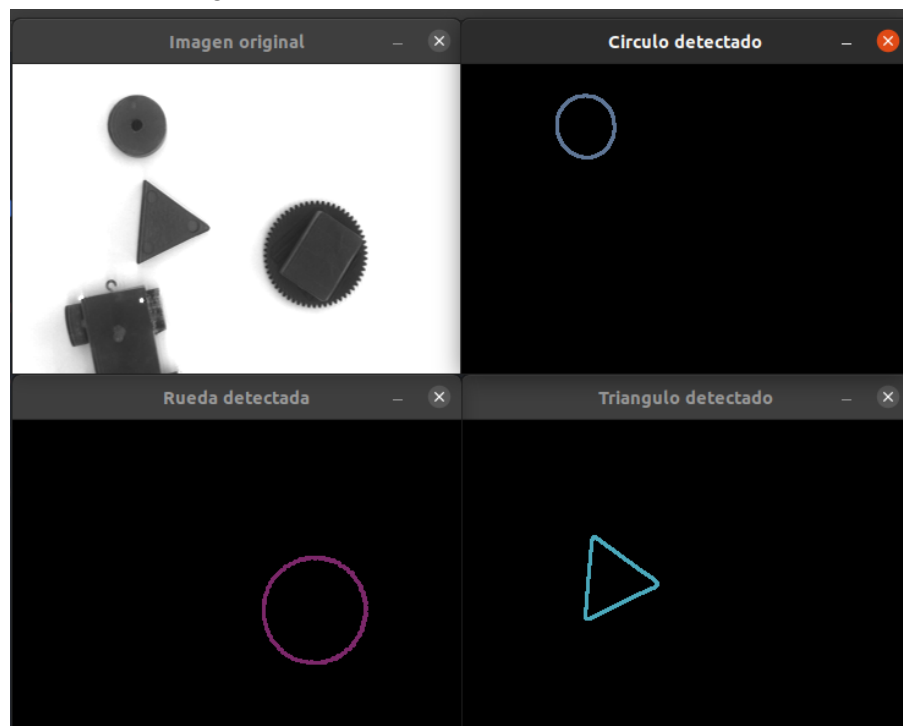 Imagen original
Circulo detectado
Rueda detectada
Triangulo detectado